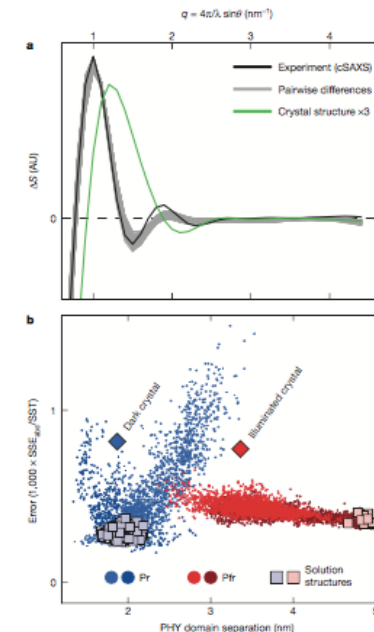 q = 4π/λ sinθ (nm⁻¹)
1 2 3 4
a
Experiment (cSAXS)
Pairwise differences
Crystal structure ×3
ΔS (AU)
0
b
Dark crystal
Illuminated crystal
Error (1,000 × SSE
/SST)
1
0
Pr
Pfr
Solution
structures
2 3 4 5
PHY domain separation (nm)